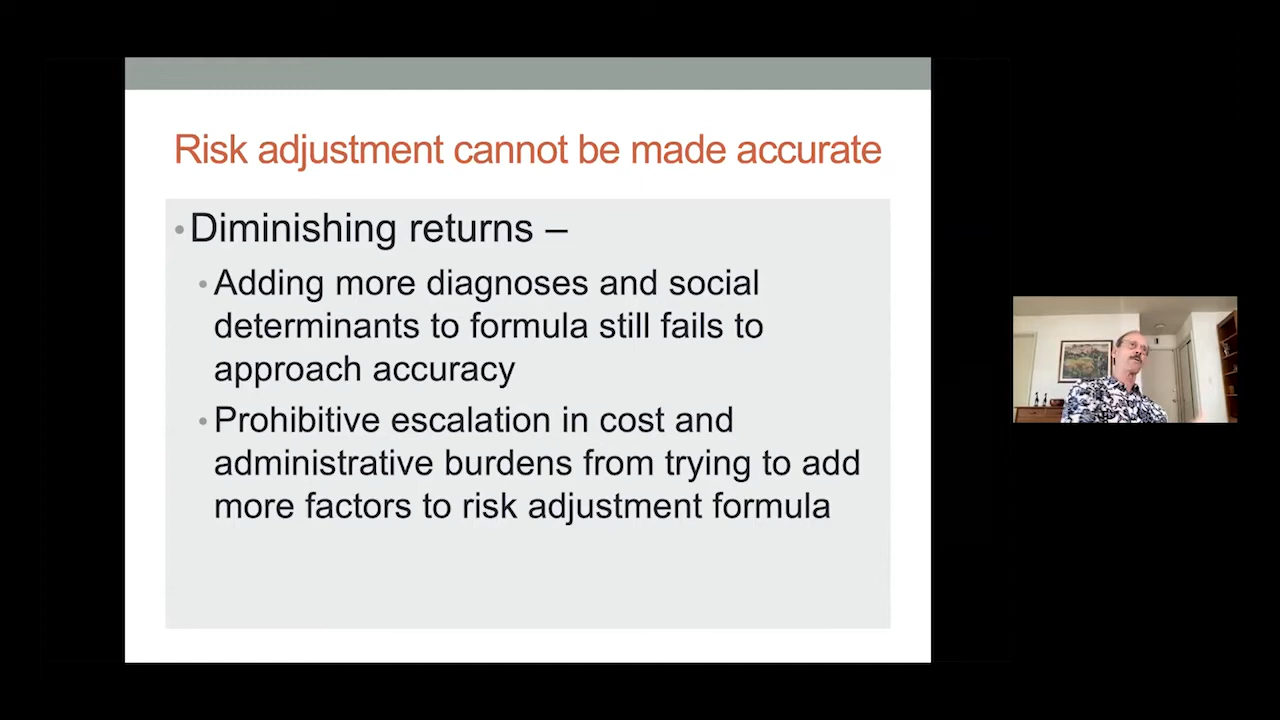 Risk adjustment cannot be made accurate
•Diminishing returns –
•Adding more diagnoses and social
determinants to formula still fails to
approach accuracy
•Prohibitive escalation in cost and
administrative burdens from trying to add
more factors to risk adjustment formula